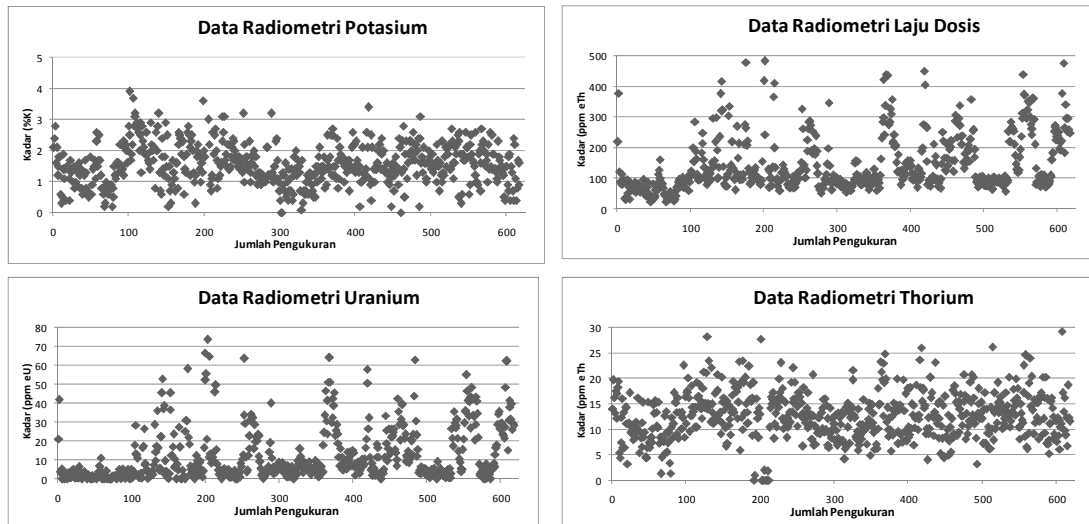 Data Radiometri Potasium
Kadar (%K)
5
4
3
2
1
0
0 100 200 300 400 500 600
Jumlah Pengukuran
Data Radiometri Laju Dosis
Kadar (ppm eTh
500
400
300
200
100
0
0 100 200 300 400 500 600
Jumlah Pengukuran
Data Radiometri Uranium
Kadar (ppm eU)
80
70
60
50
40
30
20
10
0
0 100 200 300 400 500 600
Jumlah Pengukuran
Data Radiometri Thorium
Kadar (ppm eTh
30
25
20
15
10
5
0
0 100 200 300 400 500 600
Jumlah Pengukuran